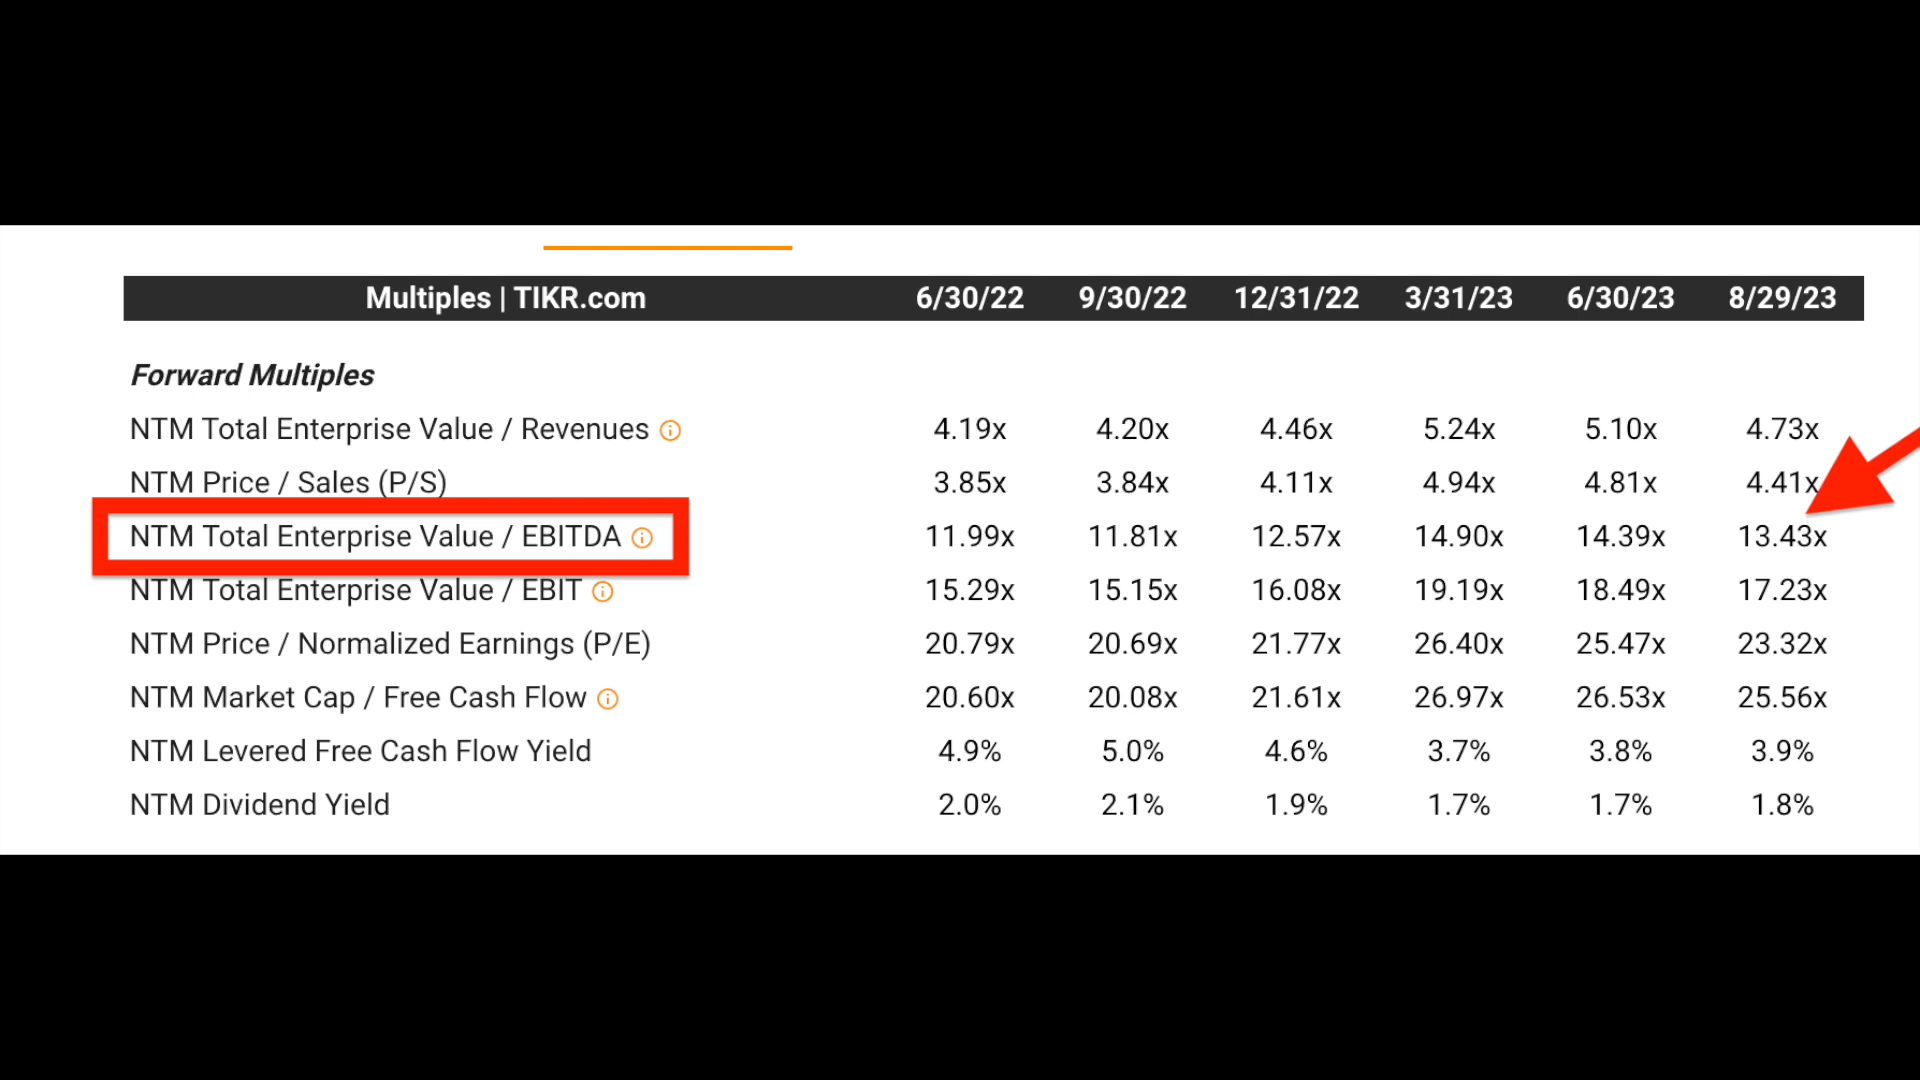 Multiples | TIKR.com 6/30/22 9/30/22 12/31/22 3/31/23 6/30/23 8/29/23
Forward Multiples
NTM Total Enterprise Value / Revenues 4.19x 4.20x 4.46x 5.24x 5.10x 4.73x
NTM Price / Sales (P/S) 3.85x 3.84x 4.11x 4.94x 4.81x 4.41x
NTM Total Enterprise Value / EBITDA 11.99x 11.81x 12.57x 14.90x 14.39x 13.43x
NTM Total Enterprise Value / EBIT 15.29x 15.15x 16.08x 19.19x 18.49x 17.23x
NTM Price / Normalized Earnings (P/E) 20.79x 20.69x 21.77x 26.40x 25.47x 23.32x
NTM Market Cap / Free Cash Flow 20.60x 20.08x 21.61x 26.97x 26.53x 25.56x
NTM Levered Free Cash Flow Yield 4.9% 5.0% 4.6% 3.7% 3.8% 3.9%
NTM Dividend Yield 2.0% 2.1% 1.9% 1.7% 1.7% 1.8%